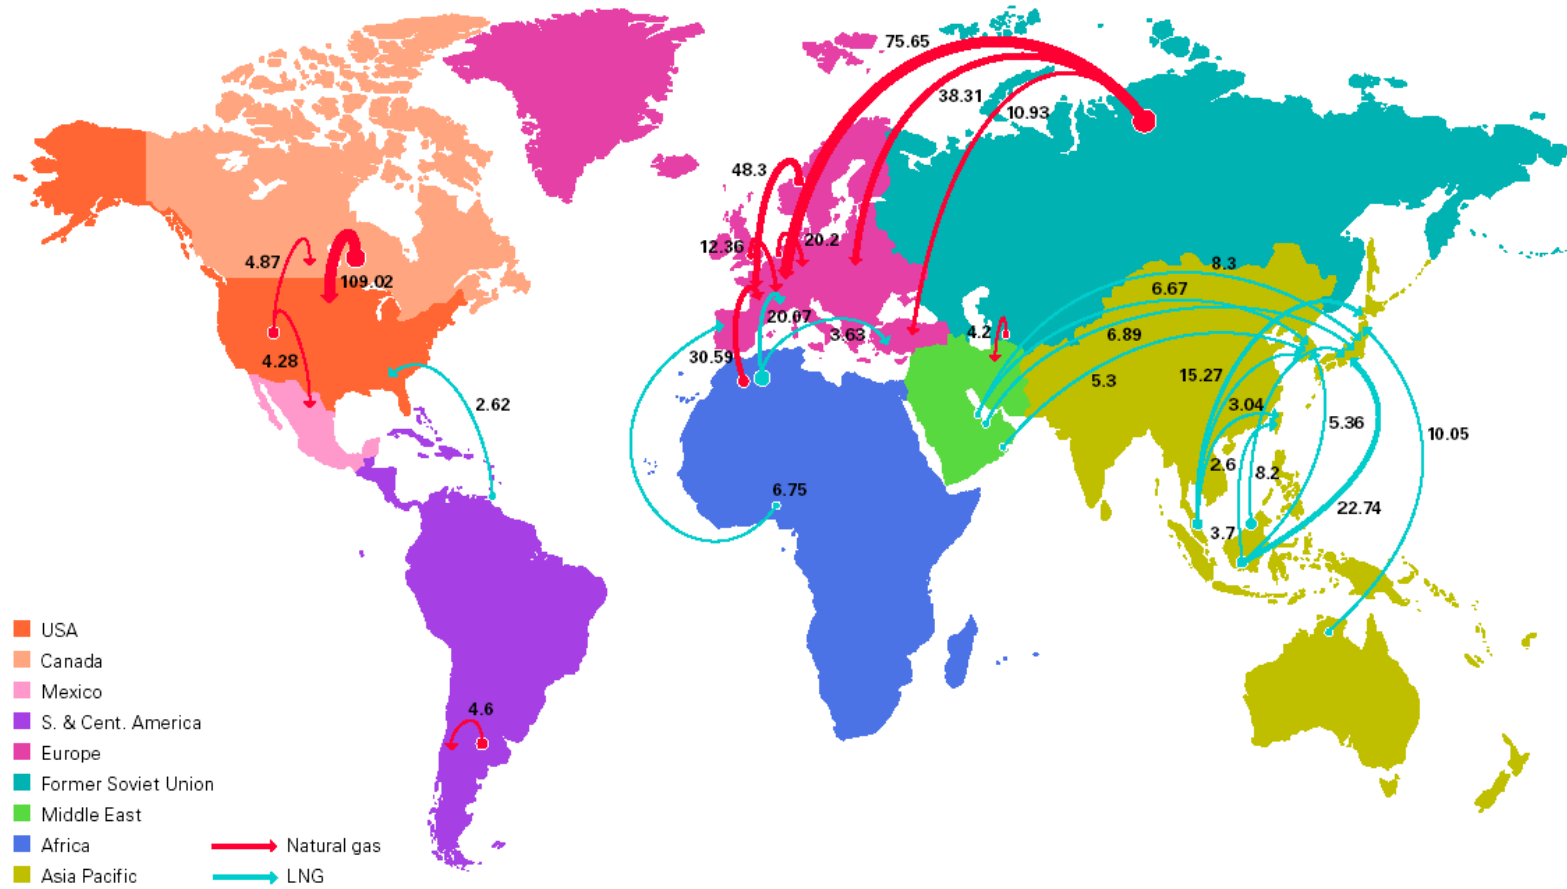 75.65
38.31
10.93
48.3
12.36
20.2
4.87
109.02
8.3
6.67
20.07
3.63
4.2
6.89
4.28
30.59
5.3
15.27
2.62
3.04
5.36
10.05
2.6
8.2
6.75
22.74
3.7
4.6
USA
Canada
Mexico
S. & Cent. America
Europe
Former Soviet Union
Middle East
Africa
Asia Pacific
Natural gas
LNG